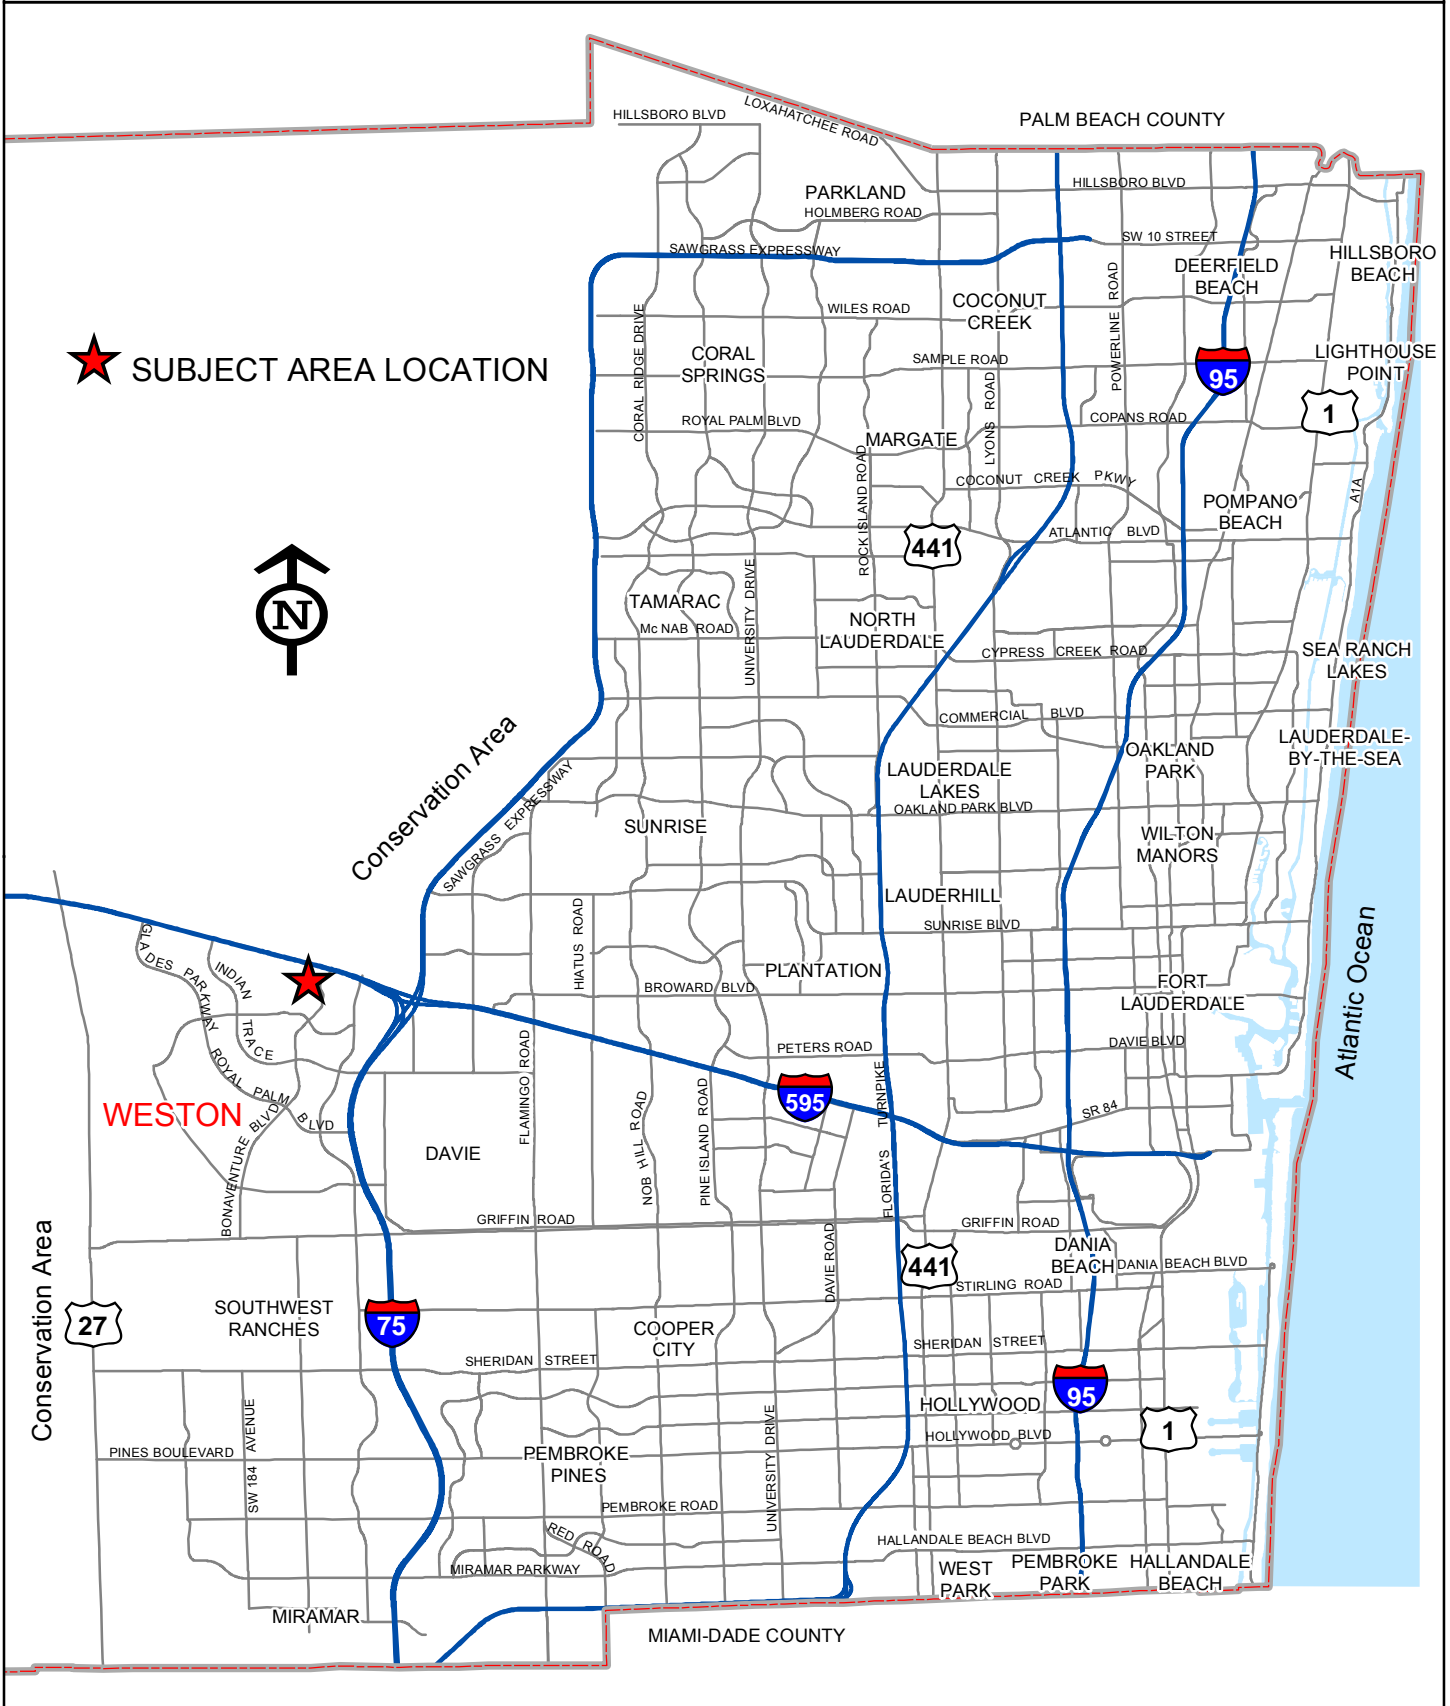 HILLSBORO BLVD
LOXAHATCHEE ROAD
PALM BEACH COUNTY
PARKLAND
HOLMBERG ROAD
HILLSBORO BLVD
SAWGRASS EXPRESSWAY
SW 10 STREET
HILLSBORO
BEACH
DEERFIELD
BEACH
POWERLINE ROAD
COCONUT
CREEK
WILES ROAD
CORAL RIDGE DRIVE
SUBJECT AREA LOCATION
CORAL
SPRINGS
SAMPLE ROAD
LIGHTHOUSE
POINT
95
1
LYONS ROAD
ROYAL PALM BLVD
COPANS ROAD
MARGATE
ROCK ISLAND ROAD
COCONUT CREEK PKWY
A1A
POMPANO
BEACH
441
ATLANTIC BLVD
N
UNIVERSITY DRIVE
TAMARAC
Mc NAB ROAD
NORTH
LAUDERDALE
CYPRESS CREEK ROAD
SEA RANCH
LAKES
COMMERCIAL BLVD
Conservation Area
OAKLAND
PARK
LAUDERDALE-
BY-THE-SEA
LAUDERDALE
LAKES
OAKLAND PARK BLVD
SAWGRASS EXPRESSWAY
SUNRISE
WILTON
MANORS
LAUDERHILL
SUNRISE BLVD
HIATUS ROAD
GLADES PARKWAY
INDIAN TRACE
PLANTATION
BROWARD BLVD
FORT
LAUDERDALE
Atlantic Ocean
PETERS ROAD
DAVIE BLVD
FLAMINGO ROAD
ROYAL PALM BLVD
WESTON
595
FLORIDA'S TURNPIKE
SR 84
NOB HILL ROAD
PINE ISLAND ROAD
BONAVENTURE BLVD
DAVIE
GRIFFIN ROAD
GRIFFIN ROAD
DAVIE ROAD
441
DANIA
BEACH
DANIA BEACH BLVD
STIRLING ROAD
Conservation Area
27
SOUTHWEST
RANCHES
75
COOPER
CITY
SHERIDAN STREET
SHERIDAN STREET
95
HOLLYWOOD
HOLLYWOOD BLVD
1
SW 184 AVENUE
PINES BOULEVARD
PEMBROKE
PINES
UNIVERSITY DRIVE
PEMBROKE ROAD
RED ROAD
HALLANDALE BEACH BLVD
MIRAMAR PARKWAY
WEST
PARK
PEMBROKE
PARK
HALLANDALE
BEACH
MIRAMAR
MIAMI-DADE COUNTY